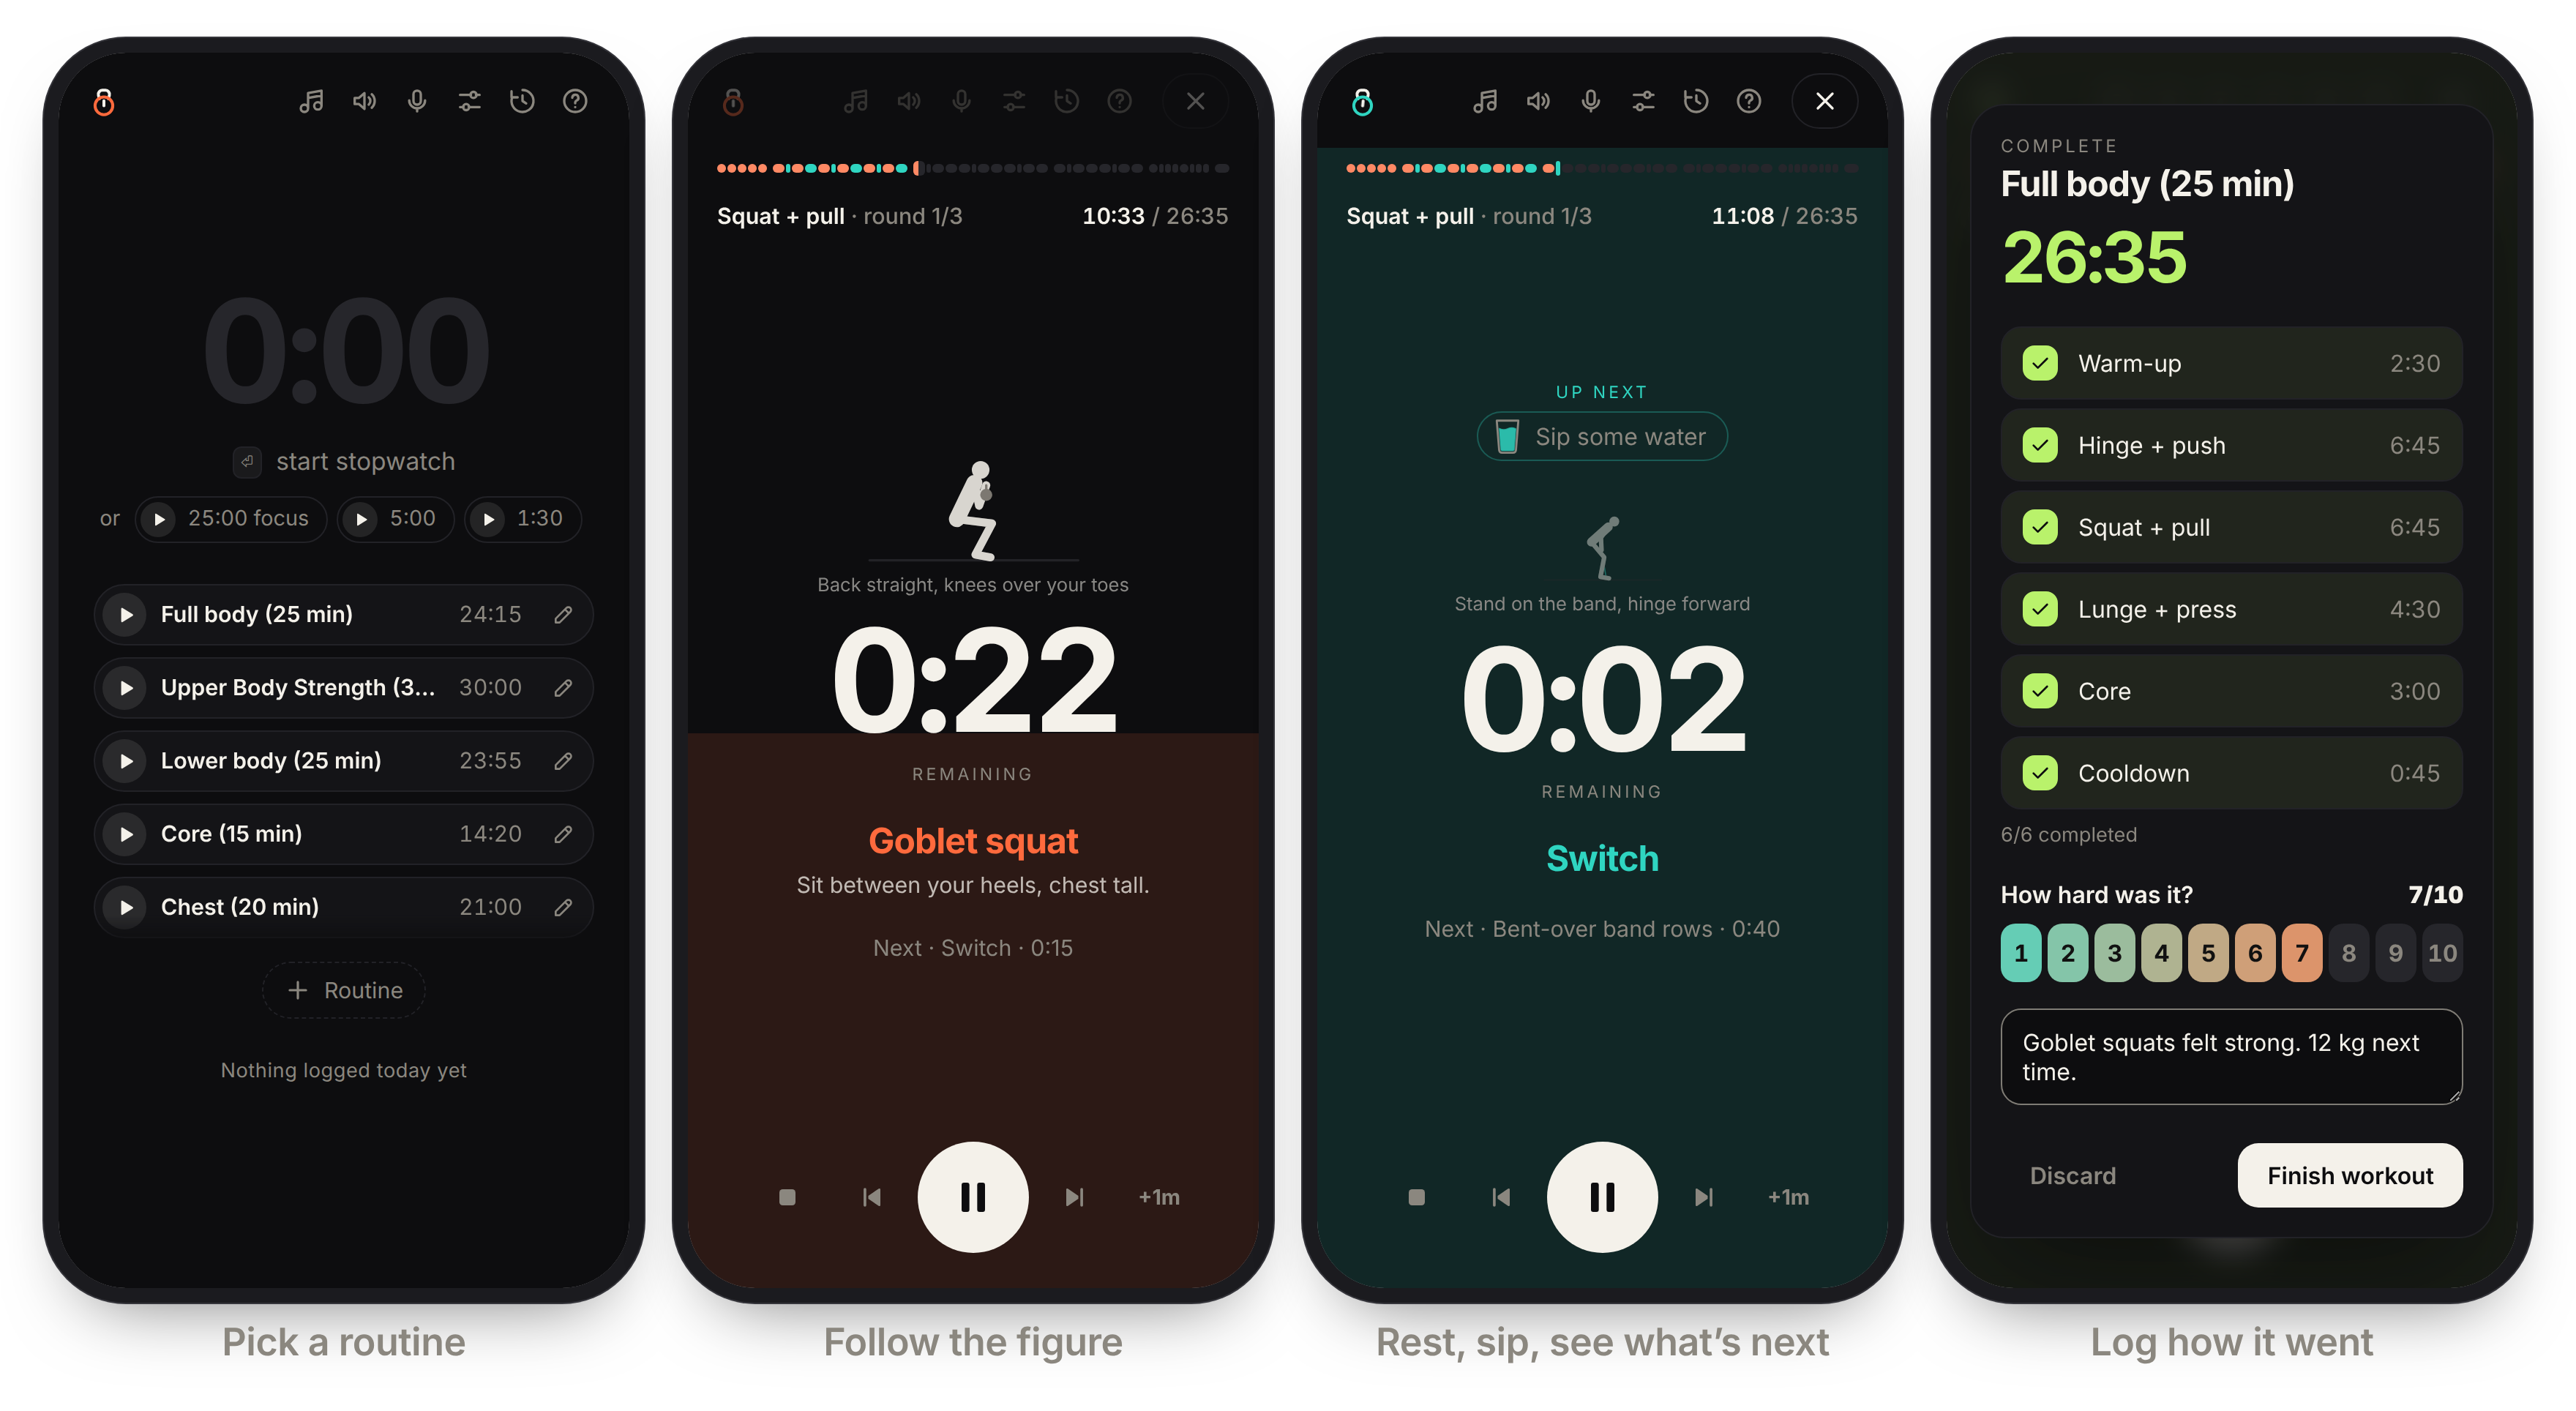 0:00
start stopwatch
or 25:00 focus 5:00 1:30
Full body (25 min) 24:15
Upper Body Strength (3... 30:00
Lower body (25 min) 23:55
Core (15 min) 14:20
Chest (20 min) 21:00
+ Routine
Nothing logged today yet
Pick a routine
Squat + pull · round 1/3 10:33 / 26:35
Back straight, knees over your toes
0:22
REMAINING
Goblet squat
Sit between your heels, chest tall.
Next · Switch · 0:15
+1m
Follow the figure
Squat + pull · round 1/3 11:08 / 26:35
UP NEXT
Sip some water
Stand on the band, hinge forward
0:02
REMAINING
Switch
Next · Bent-over band rows · 0:40
+1m
Rest, sip, see what’s next
COMPLETE
Full body (25 min)
26:35
Warm-up 2:30
Hinge + push 6:45
Squat + pull 6:45
Lunge + press 4:30
Core 3:00
Cooldown 0:45
6/6 completed
How hard was it? 7/10
1 2 3 4 5 6 7 8 9 10
Goblet squats felt strong. 12 kg next
time.
Discard Finish workout
Log how it went